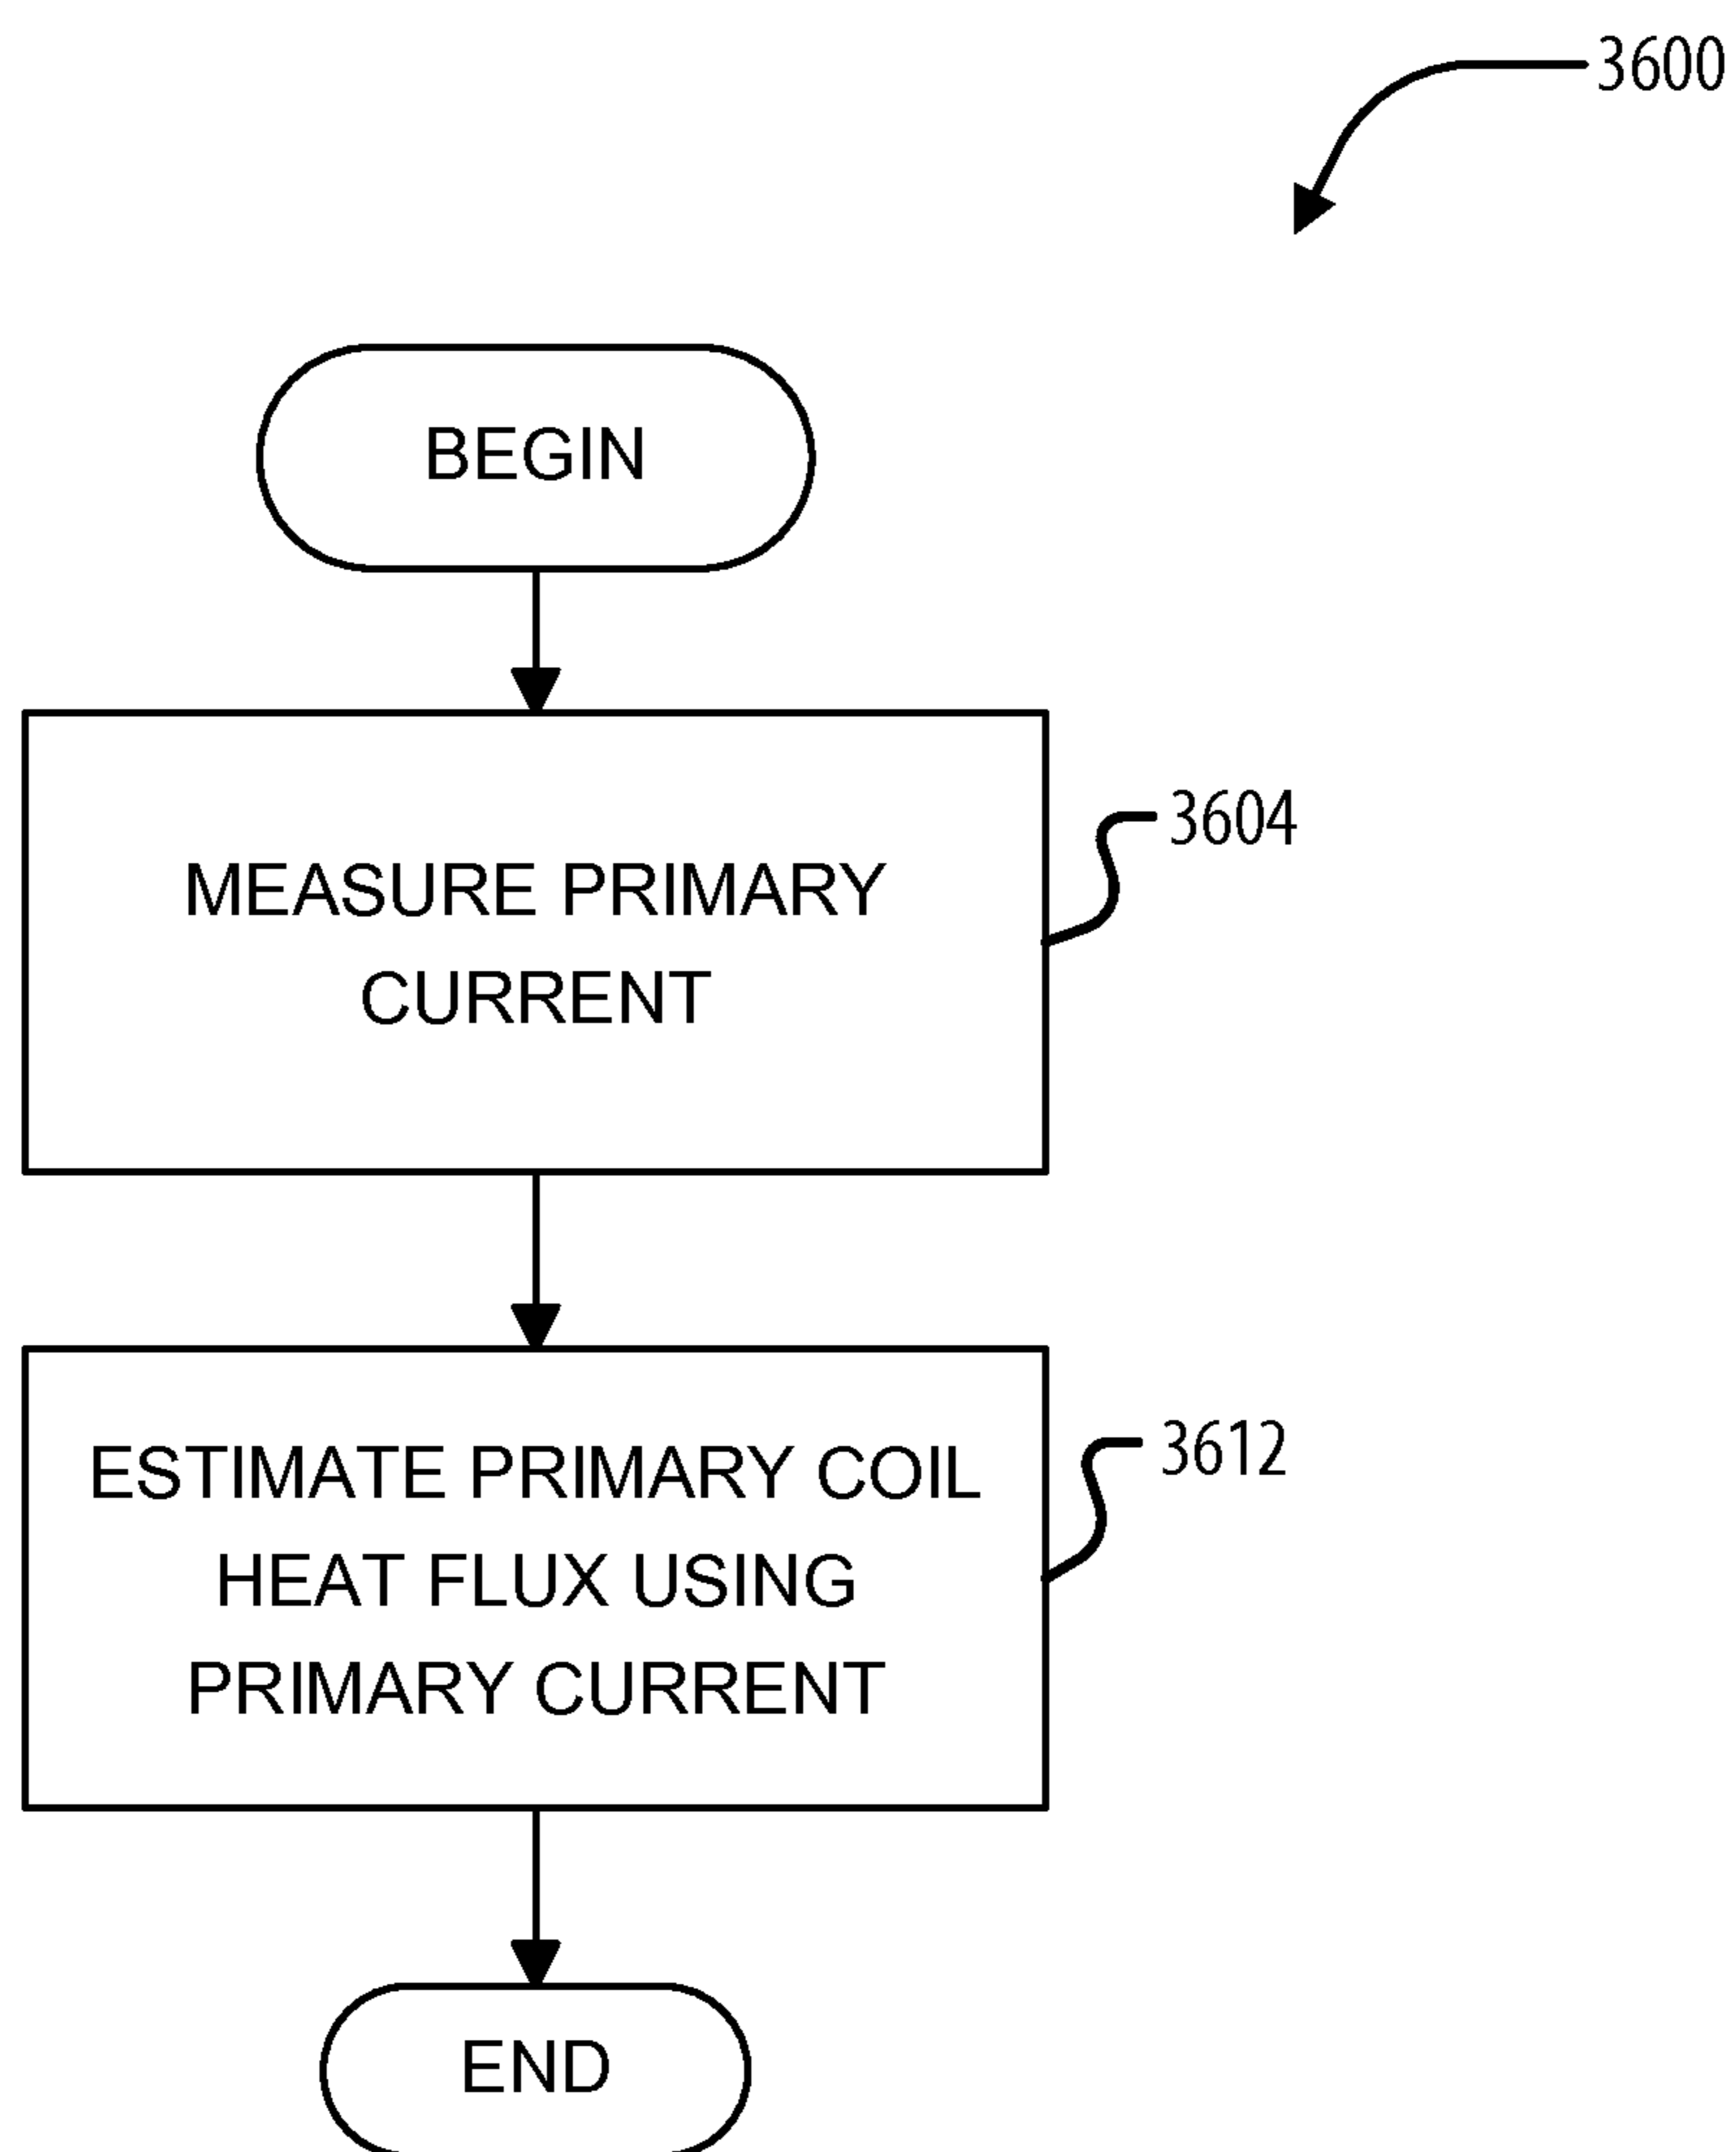 3600
BEGIN
MEASURE PRIMARY
CURRENT
3604
ESTIMATE PRIMARY COIL
HEAT FLUX USING
PRIMARY CURRENT
3612
END